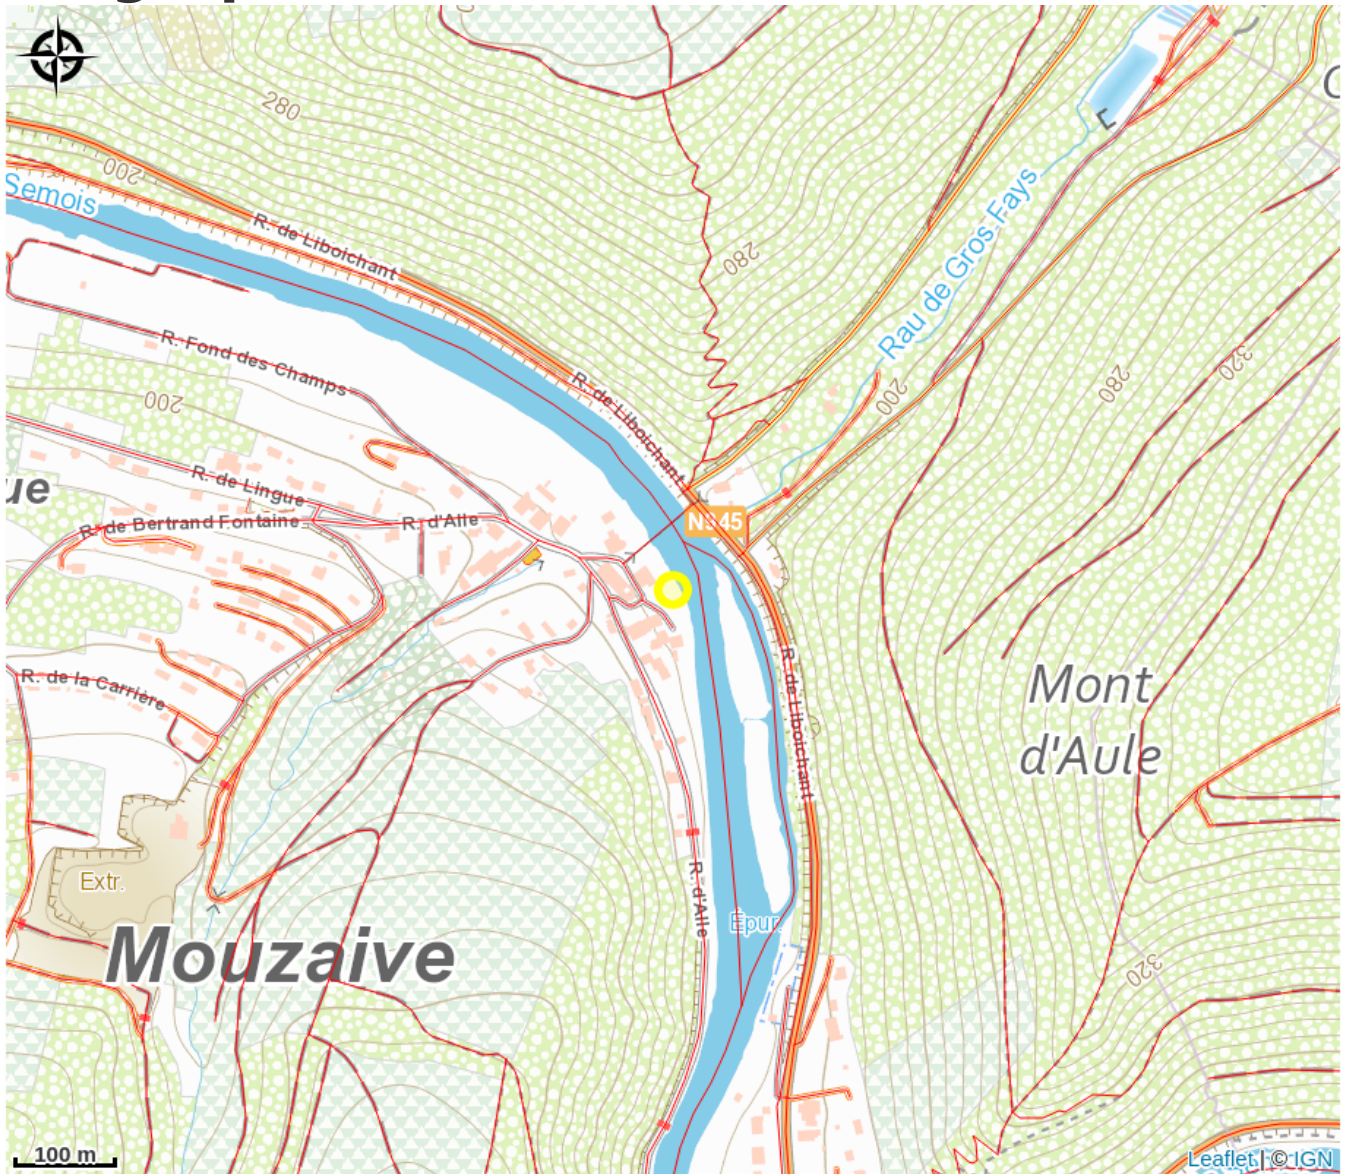 280
200
Semois
R. de Liboichant
280
Rau de Gros Fays
R. Fond des Champs
200
R. de Liboichant
200
280
320
ue
R. de Lingue
R. de Bertrand Fontaine
R. d'Alle
N945
R. de la Carrière
R. de Liboichant
Mont
d'Aule
Extr.
R. d'Alle
Epur.
Mouzaive
320
100 m
Leaflet | © IGN